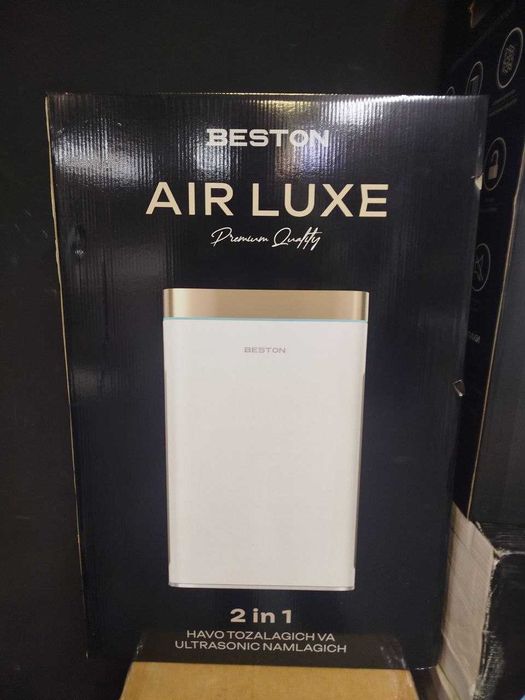 BESTON
AIR LUXE
Premium Quality
BESTON
2 in 1
HAVO TOZALAGICH VA
ULTRASONIC NAMLAGICH